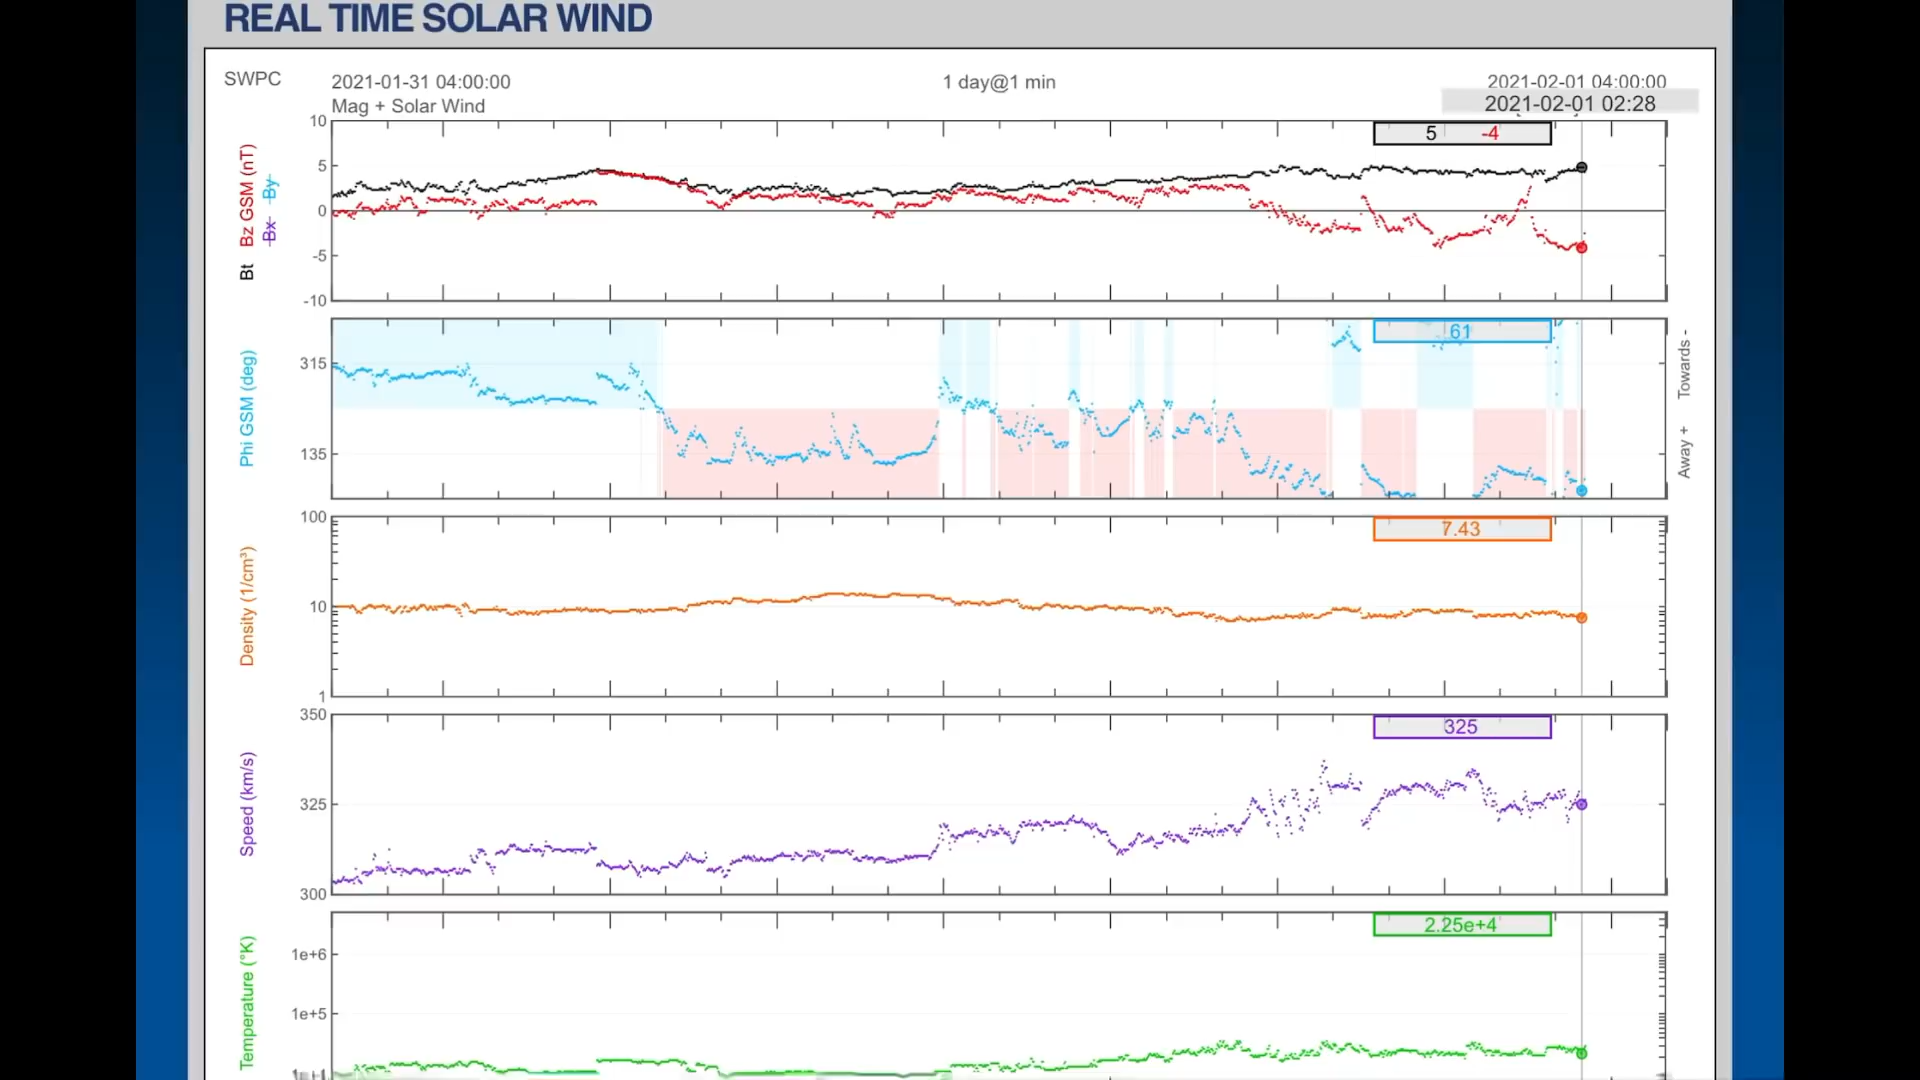 REAL TIME SOLAR WIND
SWPC
2021-01-31 04:00:00
1 day@1 min
2021-02-01 04:00:00
Mag + Solar Wind
2021-02-01 02:28
Bt Bz GSM (nT)
Bx By
10
5
0
-5
-10
5 -4
Phi GSM (deg)
315
135
61
Away + Towards -
Density (1/cm³)
100
10
1
7.43
Speed (km/s)
350
325
300
325
Temperature (°K)
1e+6
1e+5
2.25e+4